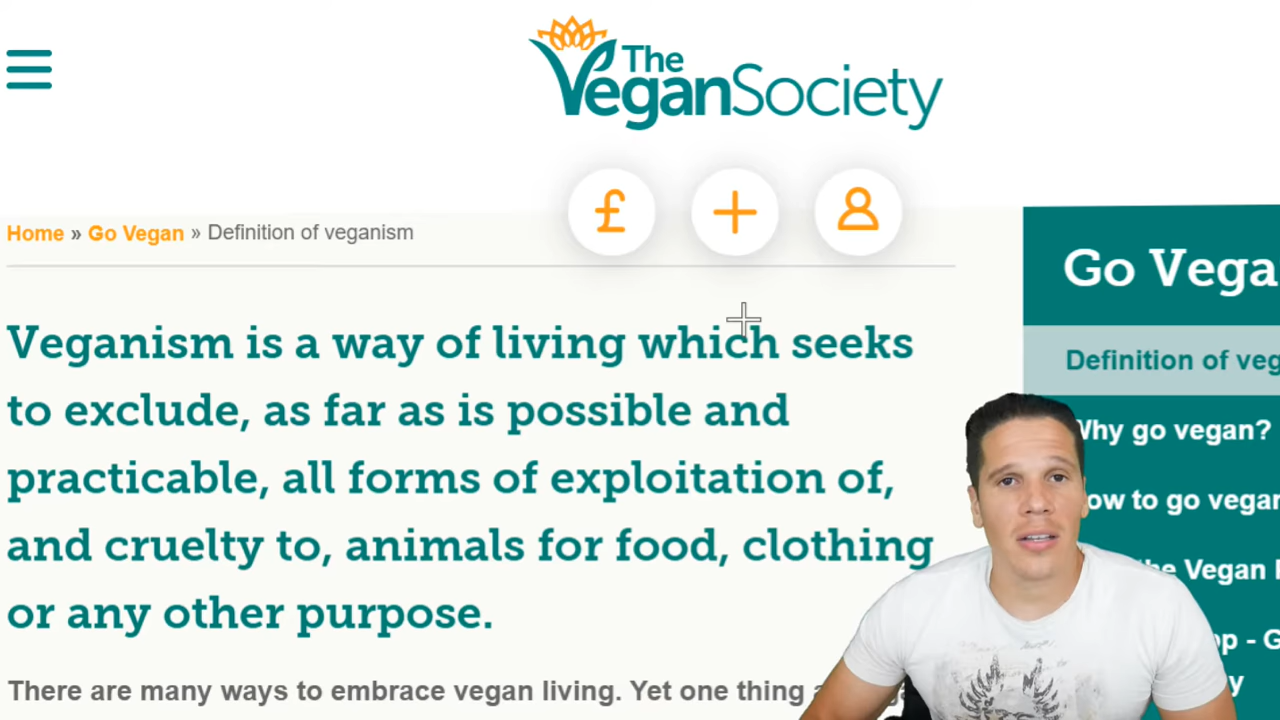 The
VeganSociety
£
Home » Go Vegan » Definition of veganism
Veganism is a way of living which seeks
to exclude, as far as is possible and
practicable, all forms of exploitation of,
and cruelty to, animals for food, clothing
or any other purpose.
There are many ways to embrace vegan living. Yet one thing
Go Vega
Definition of veg
Why go vegan?
ow to go vegan
he Vegan